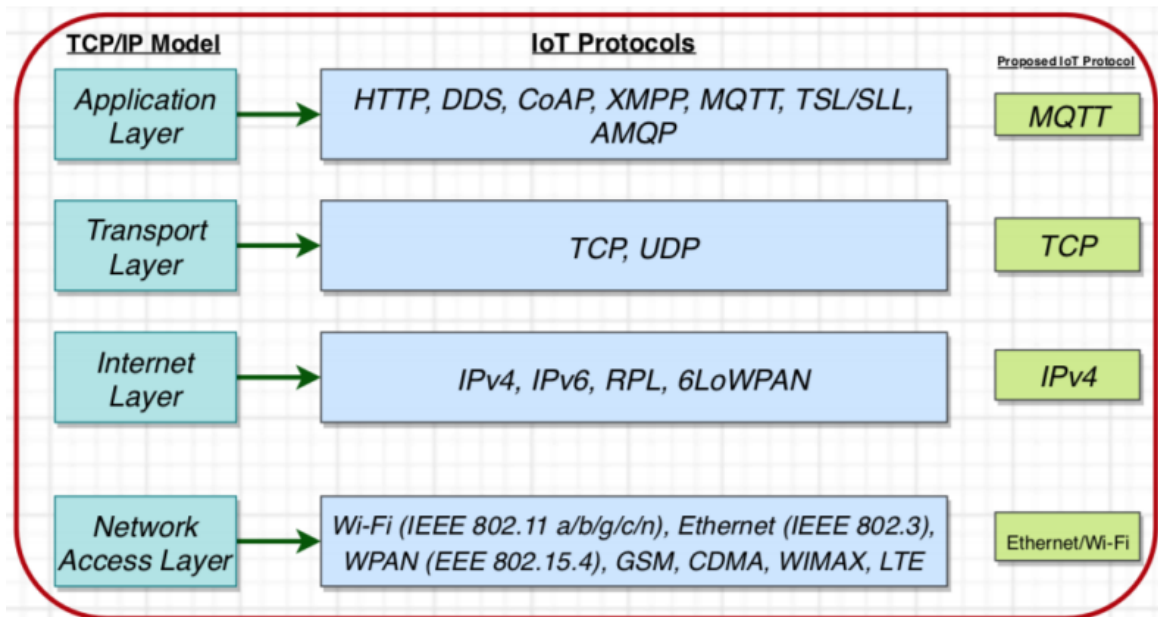 TCP/IP Model
IoT Protocols
Proposed IoT Protocol
Application
Layer
HTTP, DDS, CoAP, XMPP, MQTT, TSL/SLL,
AMQP
MQTT
Transport
Layer
TCP, UDP
TCP
Internet
Layer
IPv4, IPv6, RPL, 6LoWPAN
IPv4
Network
Access Layer
Wi-Fi (IEEE 802.11 a/b/g/c/n), Ethernet (IEEE 802.3),
WPAN (EEE 802.15.4), GSM, CDMA, WIMAX, LTE
Ethernet/Wi-Fi